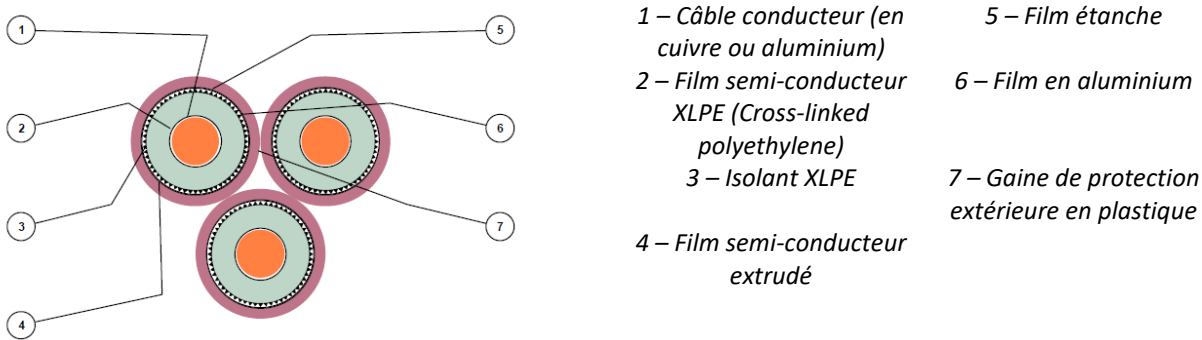 1
2
3
4
5
6
7
1 – Câble conducteur (en
cuivre ou aluminium)
2 – Film semi-conducteur
XLPE (Cross-linked
polyethylene)
3 – Isolant XLPE
4 – Film semi-conducteur
extrudé
5 – Film étanche
6 – Film en aluminium
7 – Gaine de protection
extérieure en plastique